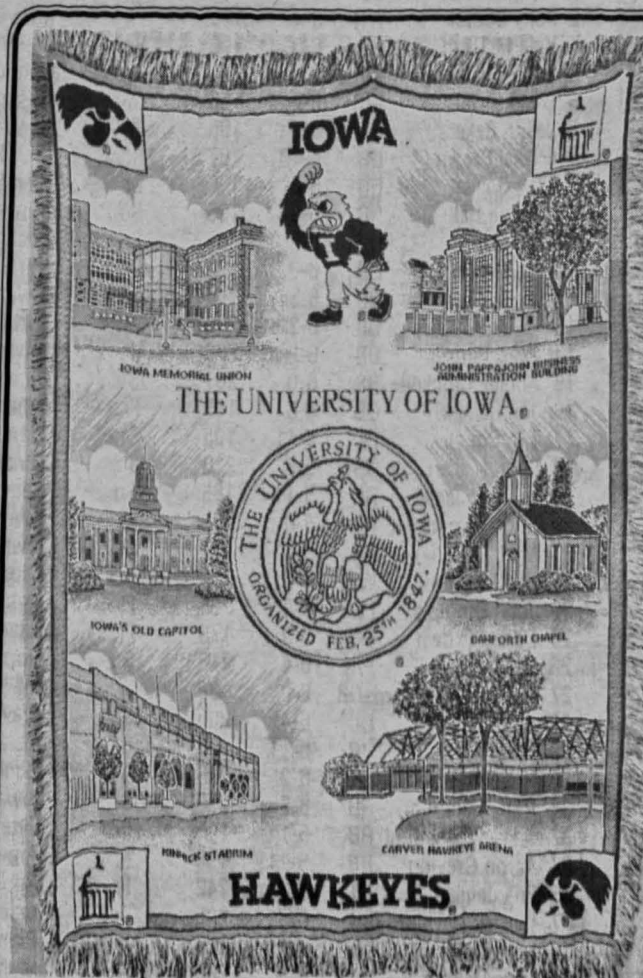 IOWA
I
IOWA MEMORIAL UNION
JOHN PAPPAJOHN BUSINESS
ADMINISTRATION BUILDING
THE UNIVERSITY OF IOWA®
THE UNIVERSITY OF IOWA
ORGANIZED FEB, 25TH 1847.
IOWA'S OLD CAPITOL
DANFORTH CHAPEL
KINNICK STADIUM
CARVER HAWKEYE ARENA
HAWKEYES®